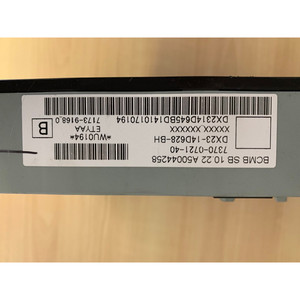 BCMB SB 10 22 A50044258
7370-0721-40
DX23-14D628-BH
XXXXX XXXXXX
DX2314D645BD1410170194
*WU0194*
ETYAA
7173-9168.0
B